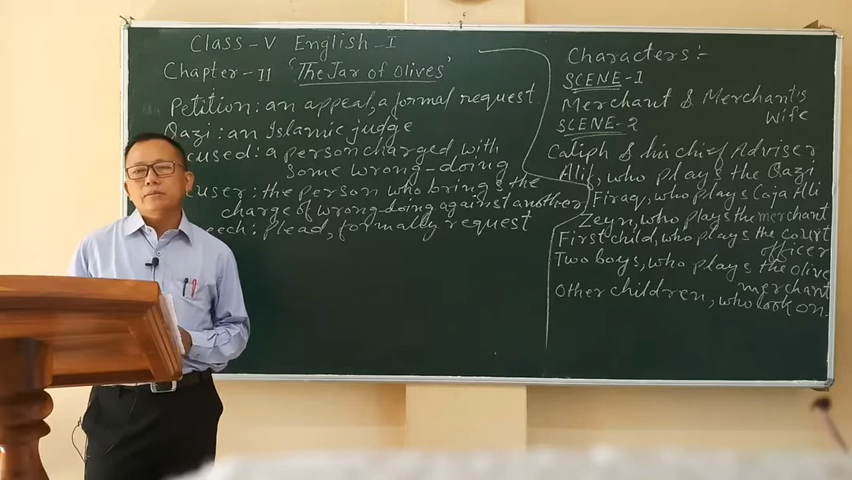 Class-V English-I
Chapter-II 'The Jar of Olives'
Petition: an appeal, a formal request.
Qazi: an Islamic judge
cused: a person charged with
some wrong-doing
user: the person who brings the
charge of wrong-doing against another
eech: plead, formally request
Characters:-
SCENE-1
Merchant & Merchant's
Wife
SCENE-2
Caliph & his chief Adviser
Alif, who plays the Qazi
Firaq, who plays Coja Ali
Zeyn, who plays the merchant
First child, who plays the court
officer
Two boys, who plays the olive
merchant
Other children, who look on.